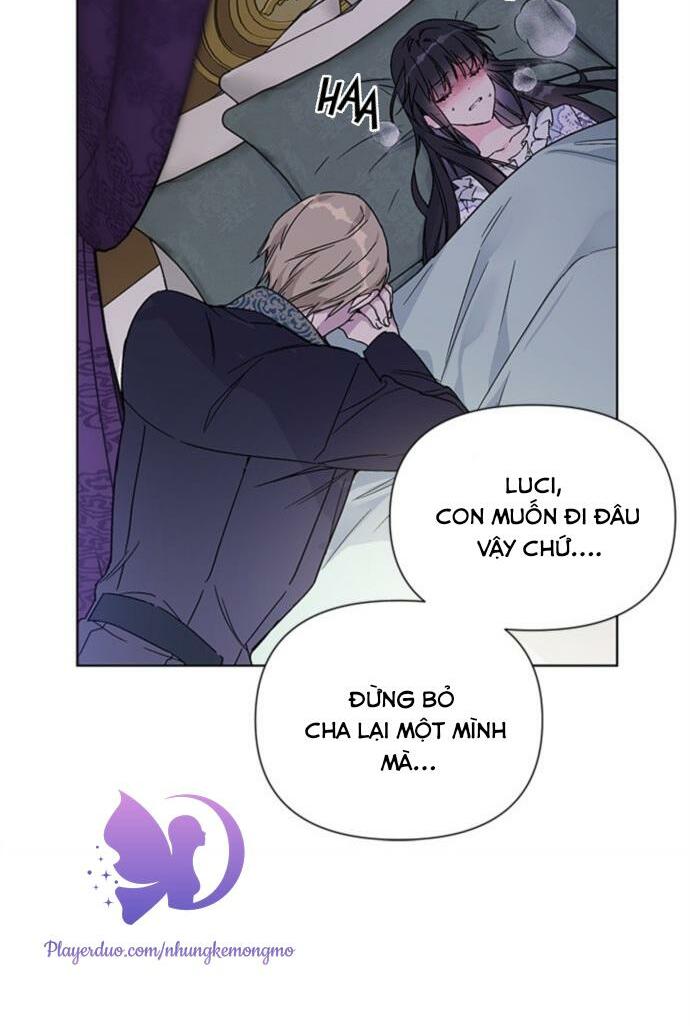 HAA
LUCI,
CON MUỐN ĐI ĐÂU
VẬY CHỨ....
ĐỪNG BỎ
CHA LẠI MỘT MÌNH
MÀ...
Playerduo.com/nhungkemongmo